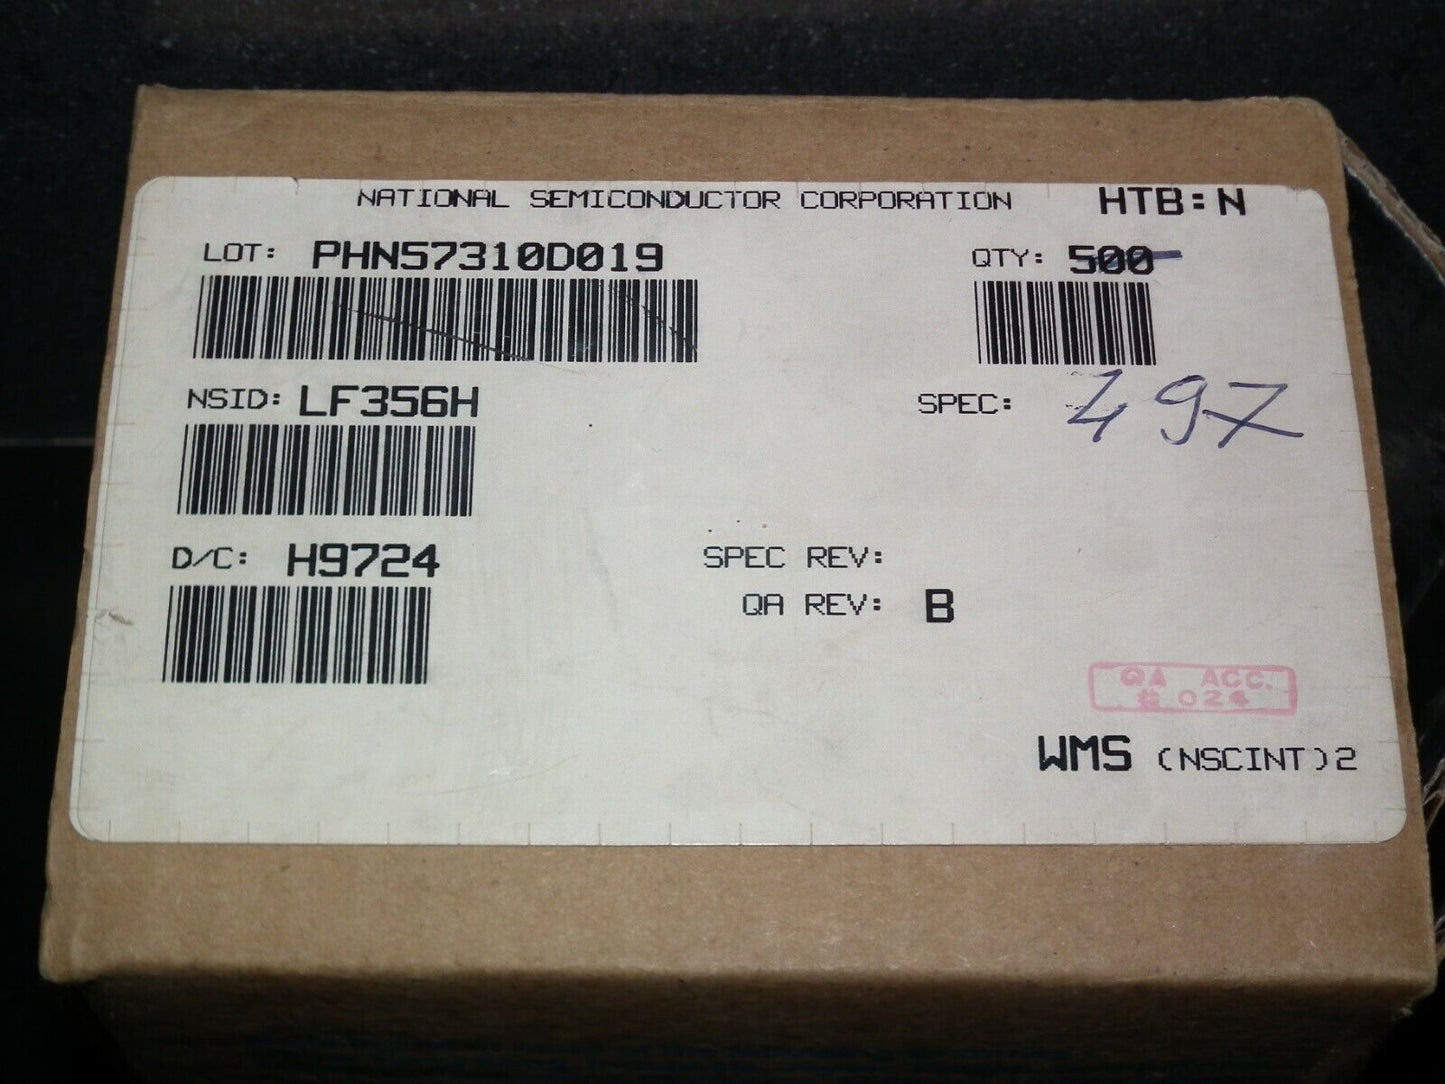 NATIONAL SEMICONDUCTOR CORPORATION HTB: N
LOT: PHN57310D019 QTY: 500
NSID: LF356H SPEC: 497
D/C: H9724 SPEC REV:
QA REV: B
QA ACC.
# 024
WMS (NSCINT)2